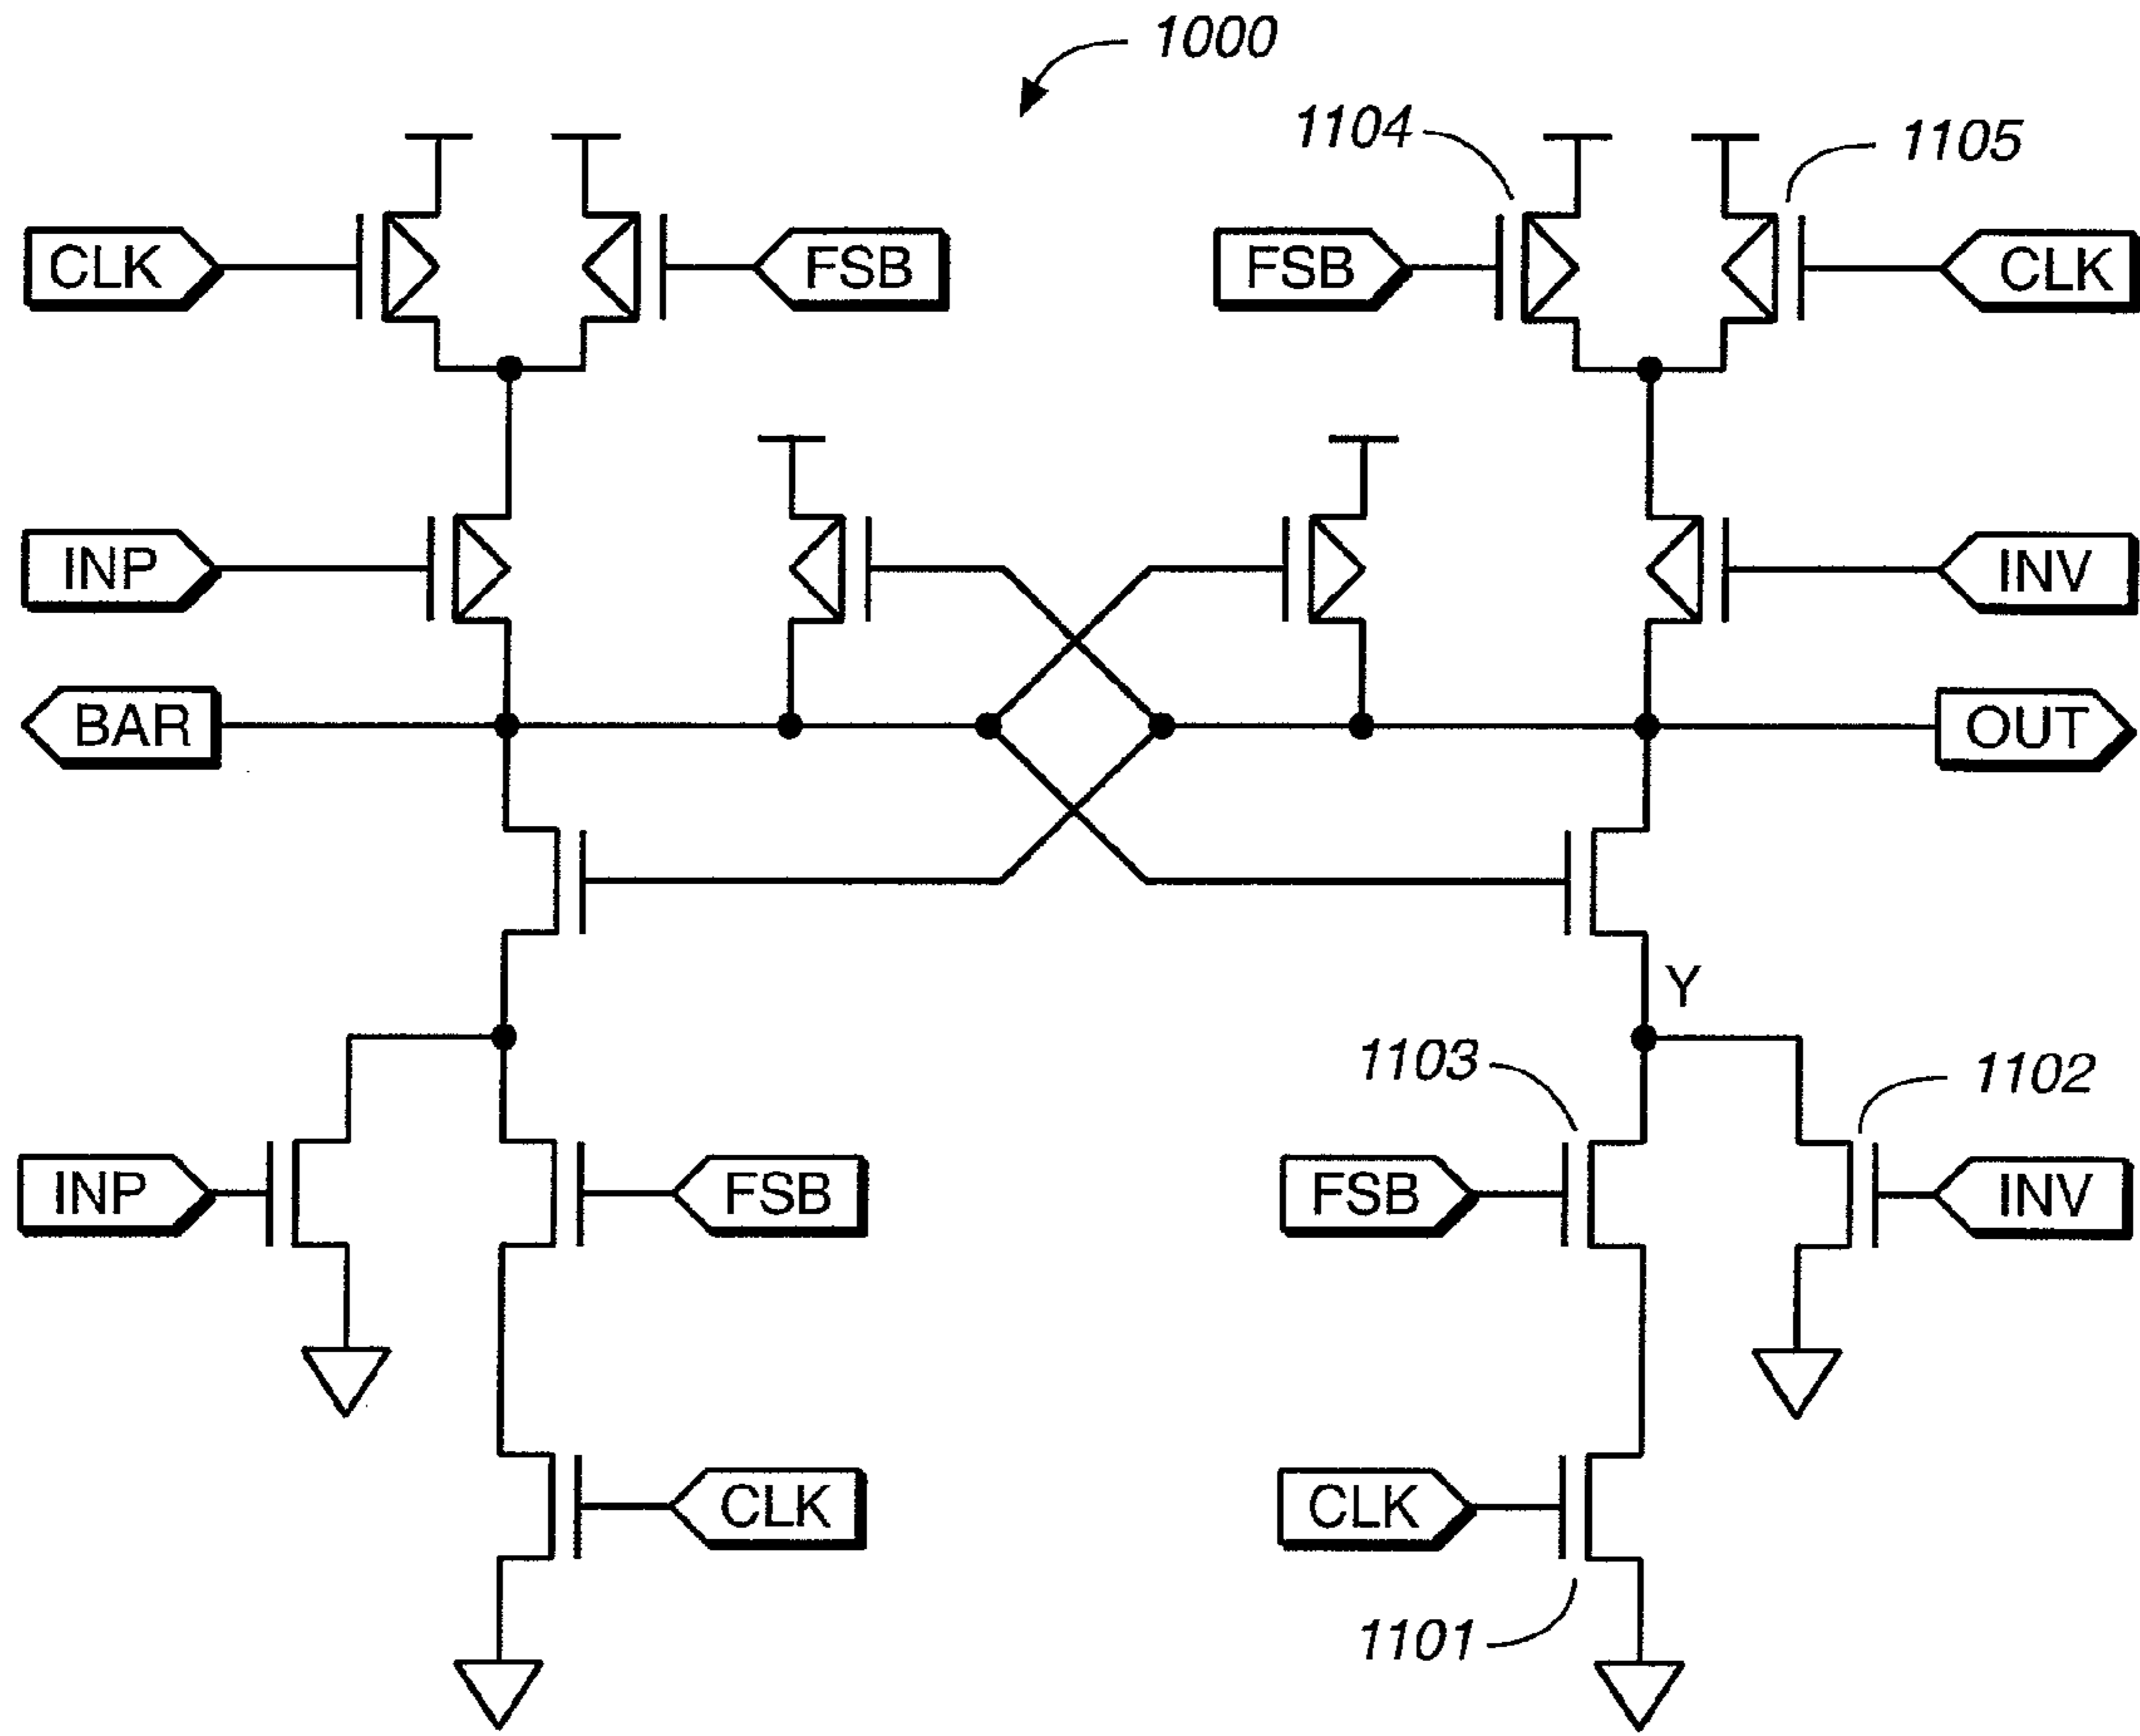 1000
1104
1105
CLK
FSB
FSB
CLK
INP
INV
BAR
OUT
Y
1103
1102
INP
FSB
FSB
INV
CLK
CLK
1101